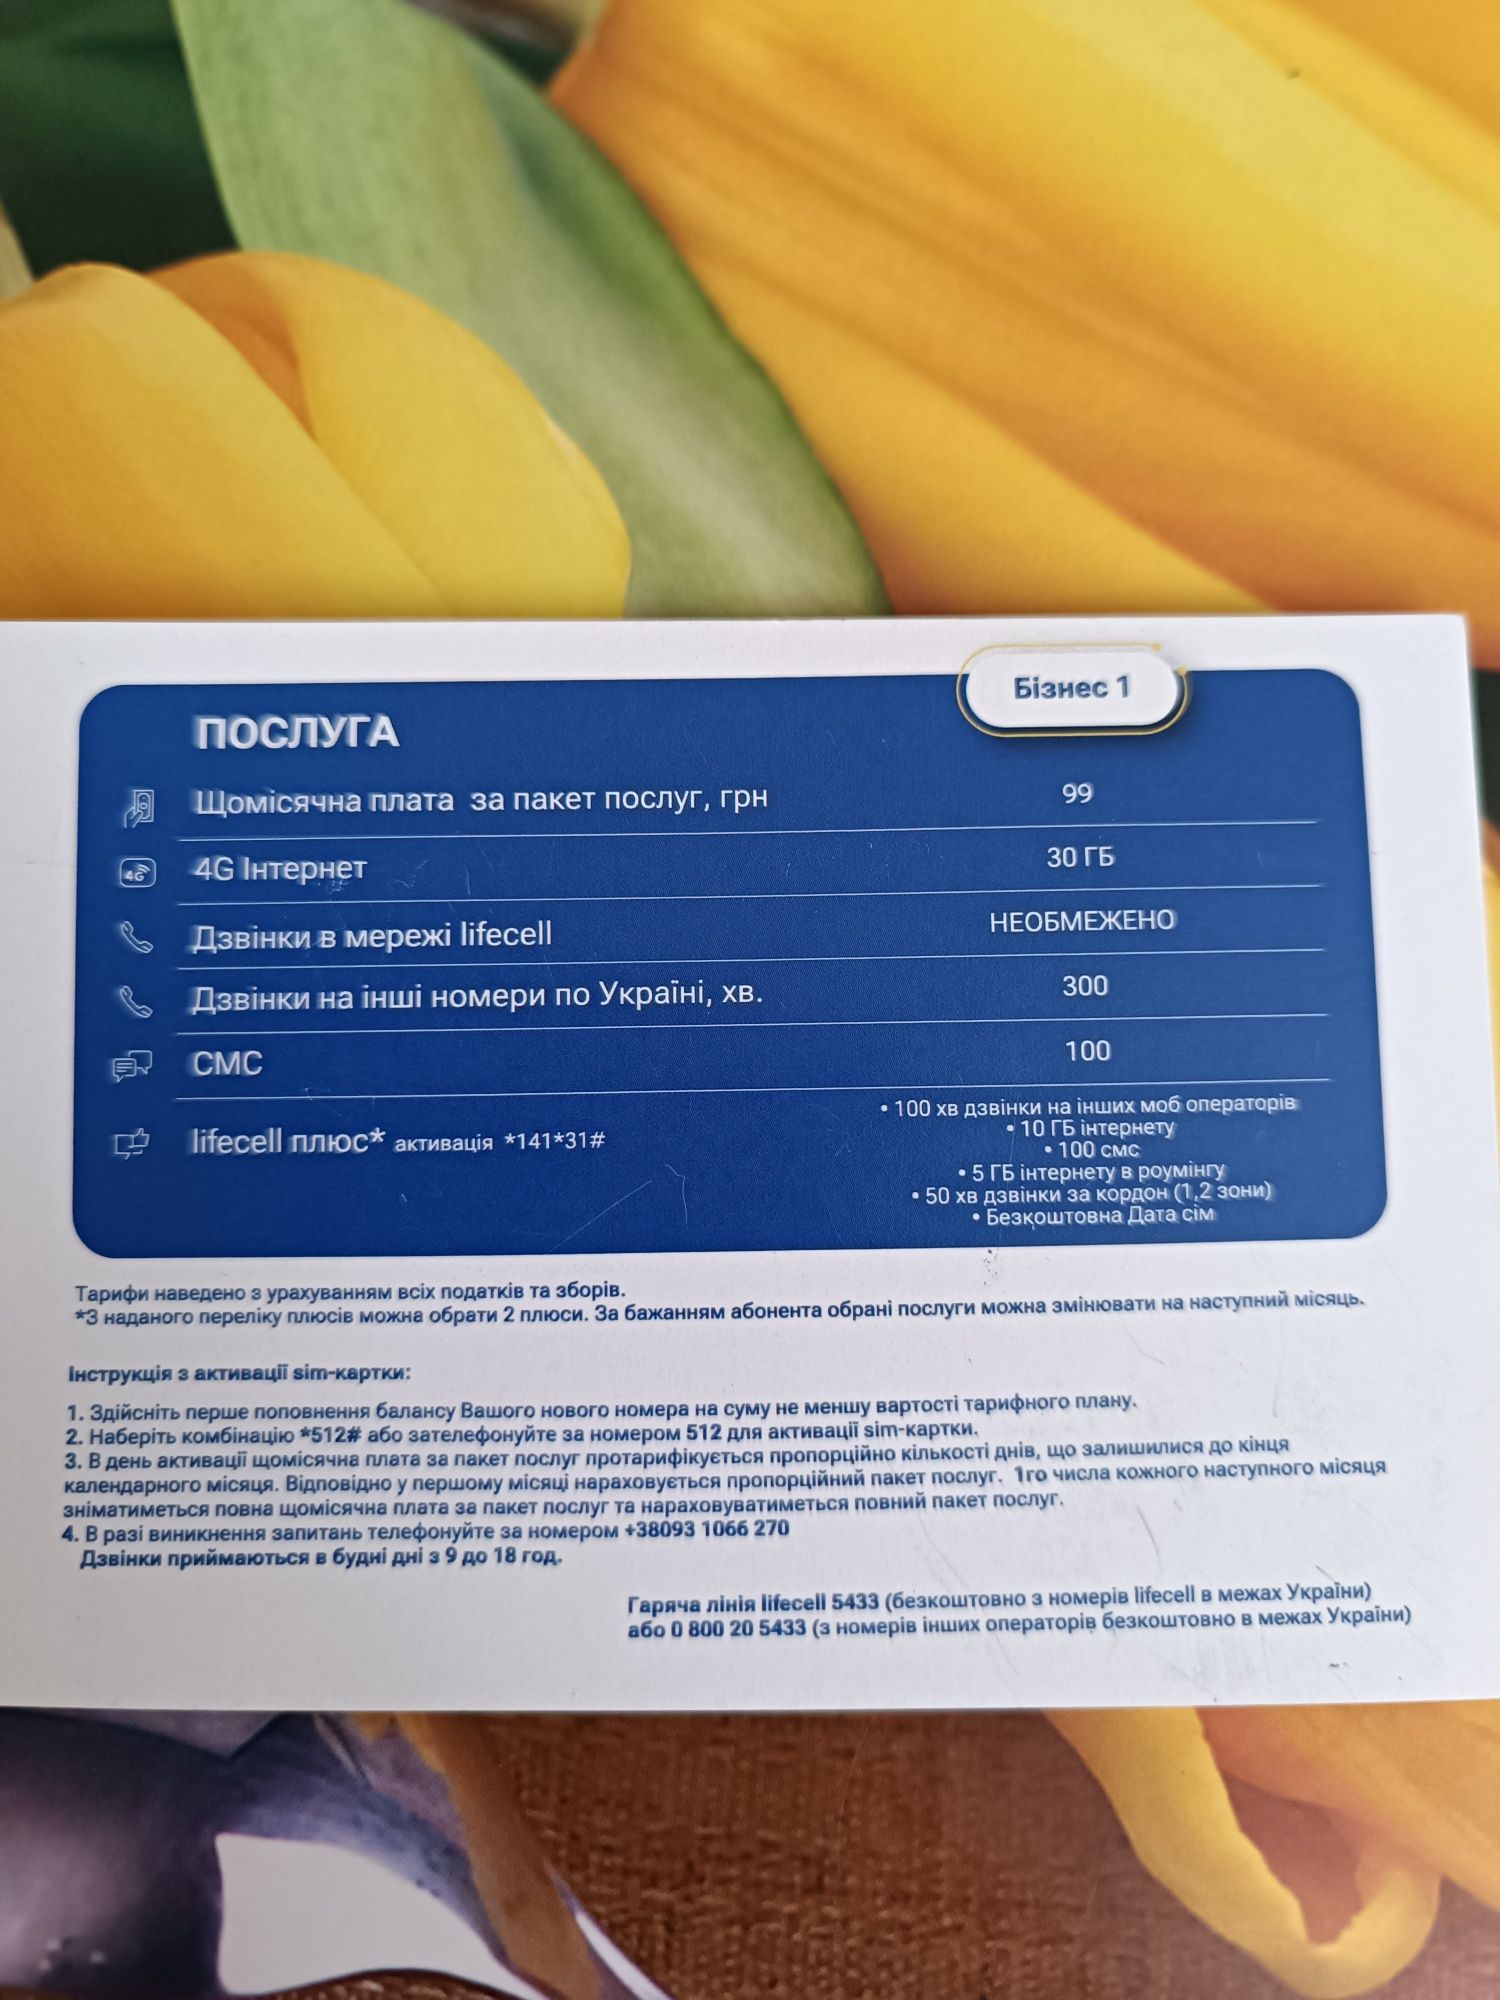 Бізнес 1
ПОСЛУГА
Щомісячна плата за пакет послуг, грн 99
4G 4G Інтернет 30 ГБ
Дзвінки в мережі lifecell НЕОБМЕЖЕНО
Дзвінки на інші номери по Україні, хв. 300
СМС 100
lifecell плюс* активація *141*31#
• 100 хв дзвінки на інших моб операторів
• 10 ГБ інтернету
• 100 смс
• 5 ГБ інтернету в роумінгу
• 50 хв дзвінки за кордон (1,2 зони)
• Безкоштовна Дата сім
Тарифи наведено з урахуванням всіх податків та зборів.
*З наданого переліку плюсів можна обрати 2 плюси. За бажанням абонента обрані послуги можна змінювати на наступний місяць.
Інструкція з активації sim-картки:
1. Здійсніть перше поповнення балансу Вашого нового номера на суму не меншу вартості тарифного плану.
2. Наберіть комбінацію *512# або зателефонуйте за номером 512 для активації sim-картки.
3. В день активації щомісячна плата за пакет послуг протарифікується пропорційно кількості днів, що залишилися до кінця
календарного місяця. Відповідно у першому місяці нараховується пропорційний пакет послуг. 1го числа кожного наступного місяця
зніматиметься повна щомісячна плата за пакет послуг та нараховуватиметься повний пакет послуг.
4. В разі виникнення запитань телефонуйте за номером +38093 1066 270
Дзвінки приймаються в будні дні з 9 до 18 год.
Гаряча лінія lifecell 5433 (безкоштовно з номерів lifecell в межах України)
або 0 800 20 5433 (з номерів інших операторів безкоштовно в межах України)